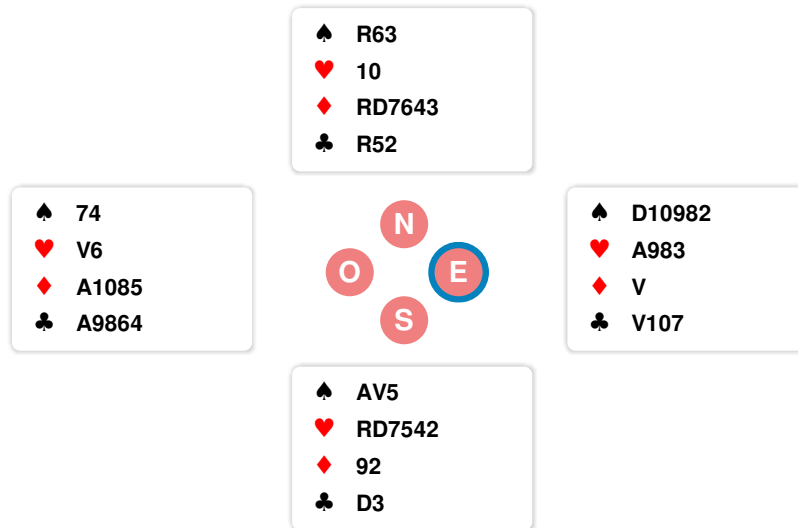 ♠ R63
♥ 10
♦ RD7643
♣ R52
♠ 74
♥ V6
♦ A1085
♣ A9864
N
O
E
S
♠ D10982
♥ A983
♦ V
♣ V107
♠ AV5
♥ RD7542
♦ 92
♣ D3